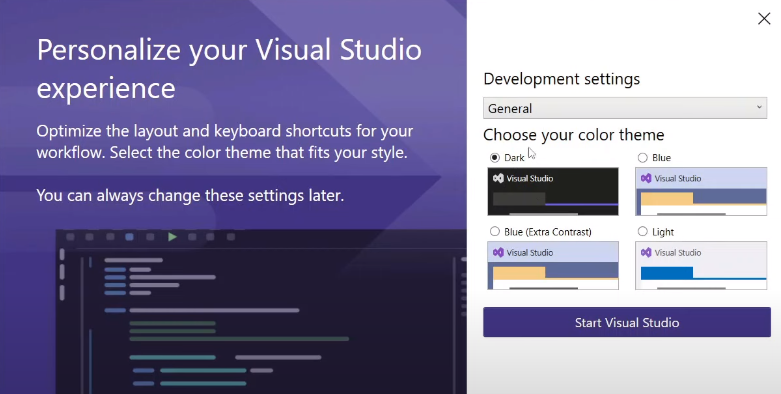 Personalize your Visual Studio
experience
Optimize the layout and keyboard shortcuts for your
workflow. Select the color theme that fits your style.
You can always change these settings later.
Development settings
General
Choose your color theme
Dark
Visual Studio
Blue
Visual Studio
Blue (Extra Contrast)
Visual Studio
Light
Visual Studio
Start Visual Studio